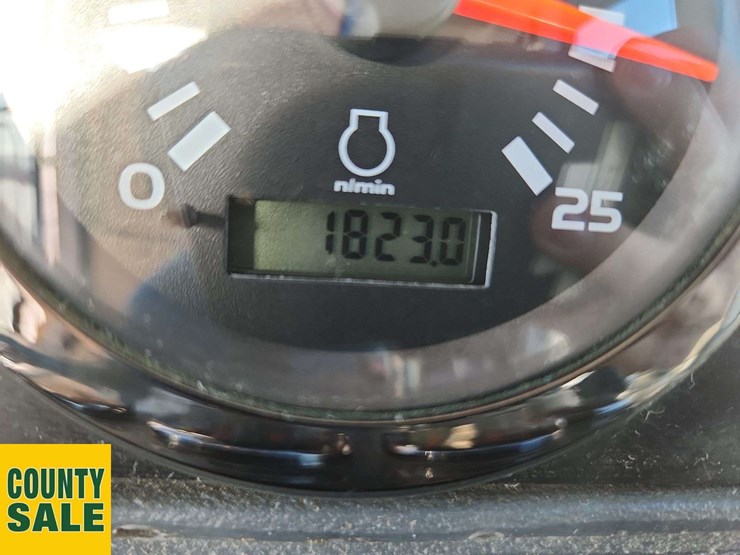 n/min
0
25
1823.0
COUNTY
SALE